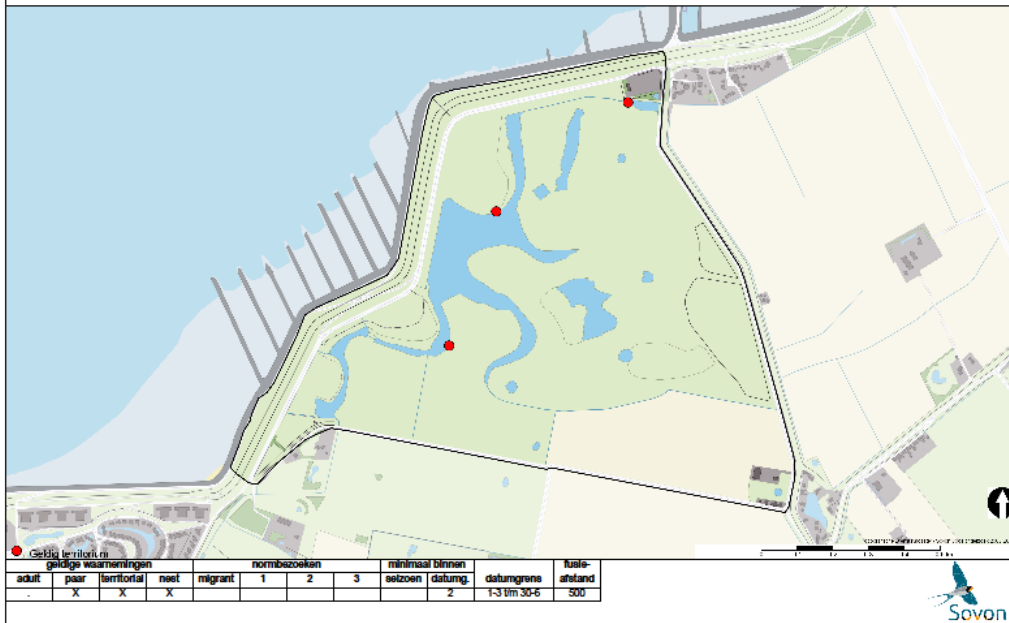 Geldig territorium
geldige waarnemingen normbezoeken minimaal binnen fusie-
adult paar territorial nest migrant 1 2 3 seizoen datumg. datumgrens afstand
. X X X 2 1-3 t/m 30-6 500
Sovon